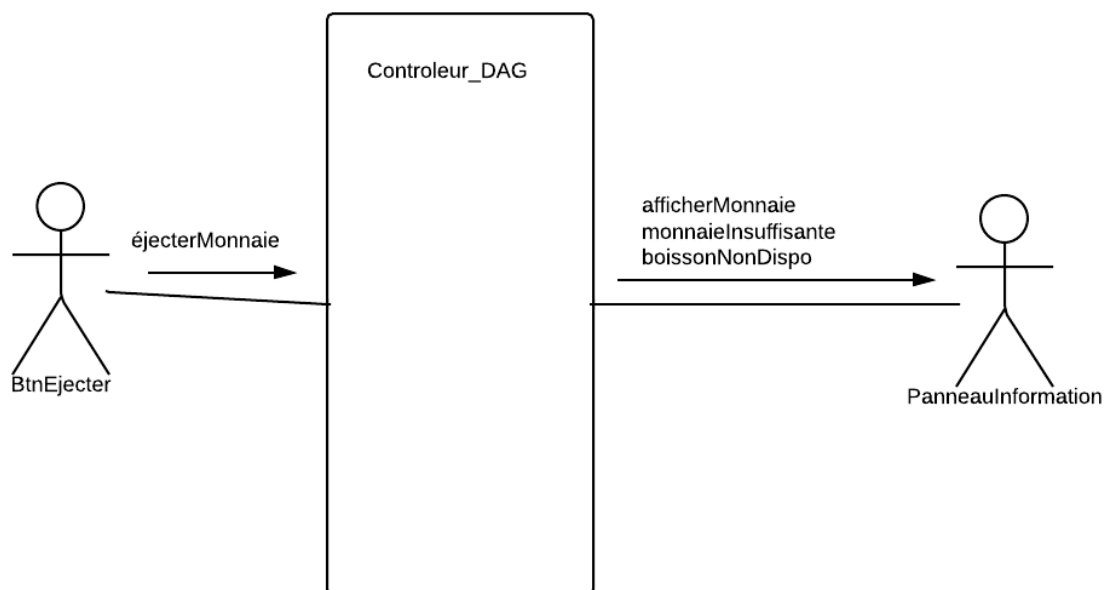 Controleur_DAG
éjecterMonnaie
afficherMonnaie
monnaieInsuffisante
boissonNonDispo
BtnEjecter
PanneauInformation